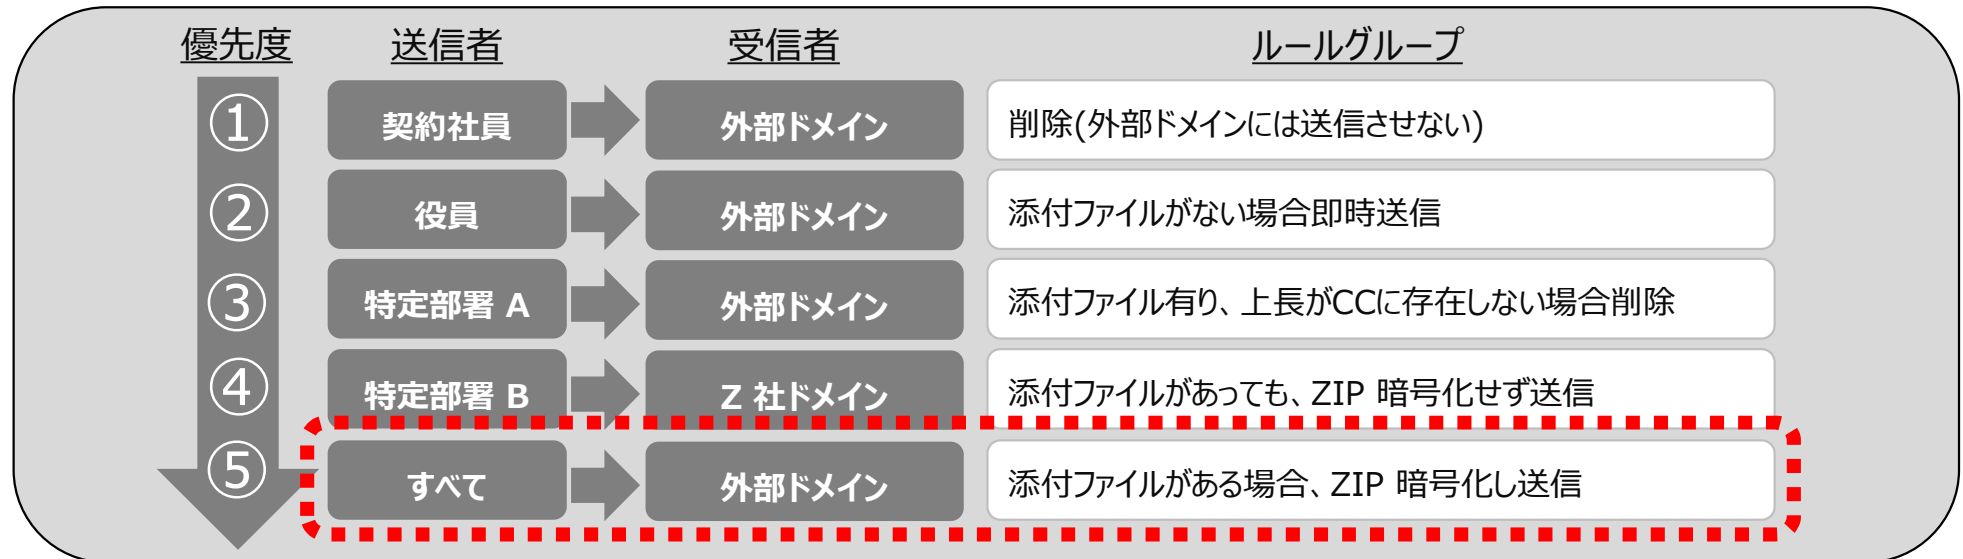 優先度 送信者 受信者 ルールグループ
① 契約社員 外部ドメイン 削除(外部ドメインには送信させない)
② 役員 外部ドメイン 添付ファイルがない場合即時送信
③ 特定部署 A 外部ドメイン 添付ファイル有り、上長がCCに存在しない場合削除
④ 特定部署 B Z 社ドメイン 添付ファイルがあっても、ZIP 暗号化せず送信
⑤ すべて 外部ドメイン 添付ファイルがある場合、ZIP 暗号化し送信